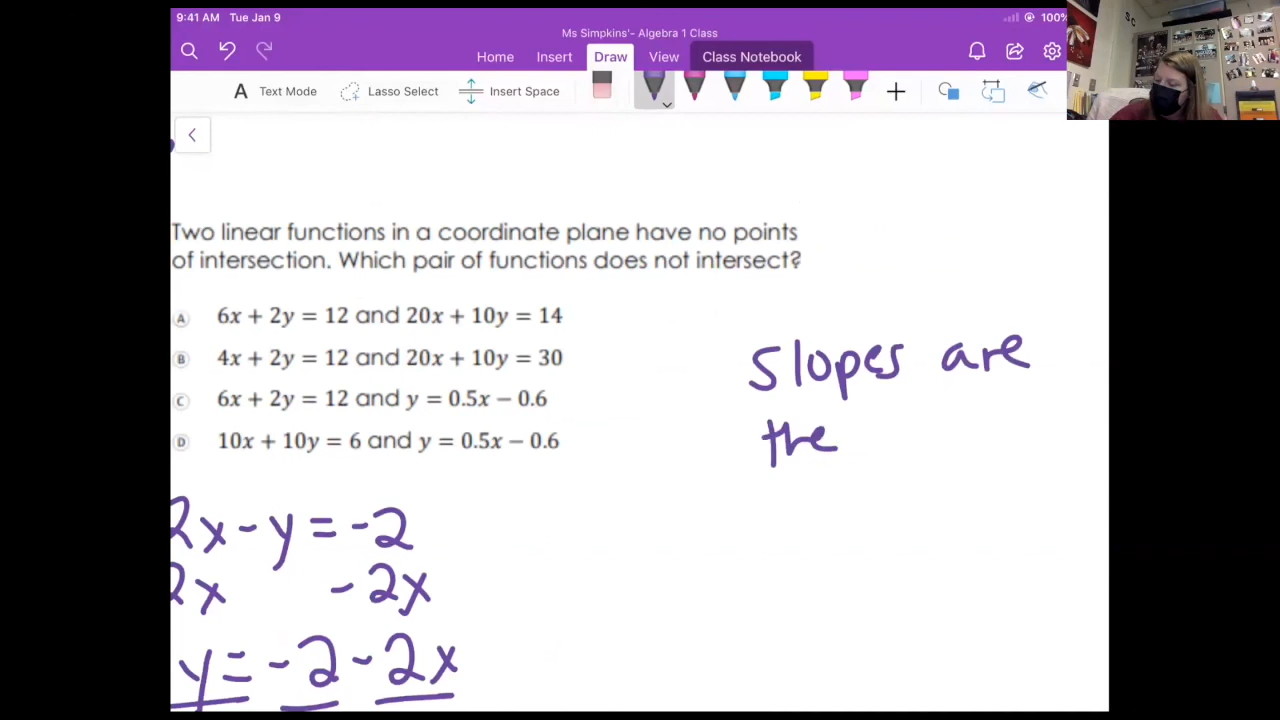 9:41 AM Tue Jan 9
100%
Ms Simpkins'- Algebra 1 Class
Home Insert Draw View Class Notebook
Text Mode Lasso Select Insert Space
Two linear functions in a coordinate plane have no points
of intersection. Which pair of functions does not intersect?
A 6x + 2y = 12 and 20x + 10y = 14
B 4x + 2y = 12 and 20x + 10y = 30
C 6x + 2y = 12 and y = 0.5x − 0.6
D 10x + 10y = 6 and y = 0.5x − 0.6
slopes are
the
2x - y = -2
2x - 2x
y = -2 - 2x